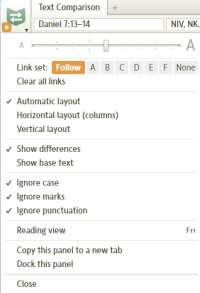 Text Comparison +
Daniel 7:13–14 NIV, NK
A A
Link set: Follow A B C D E F None
Clear all links
✓ Automatic layout
Horizontal layout (columns)
Vertical layout
✓ Show differences
Show base text
✓ Ignore case
✓ Ignore marks
✓ Ignore punctuation
Reading view F11
Copy this panel to a new tab
Dock this panel
Close